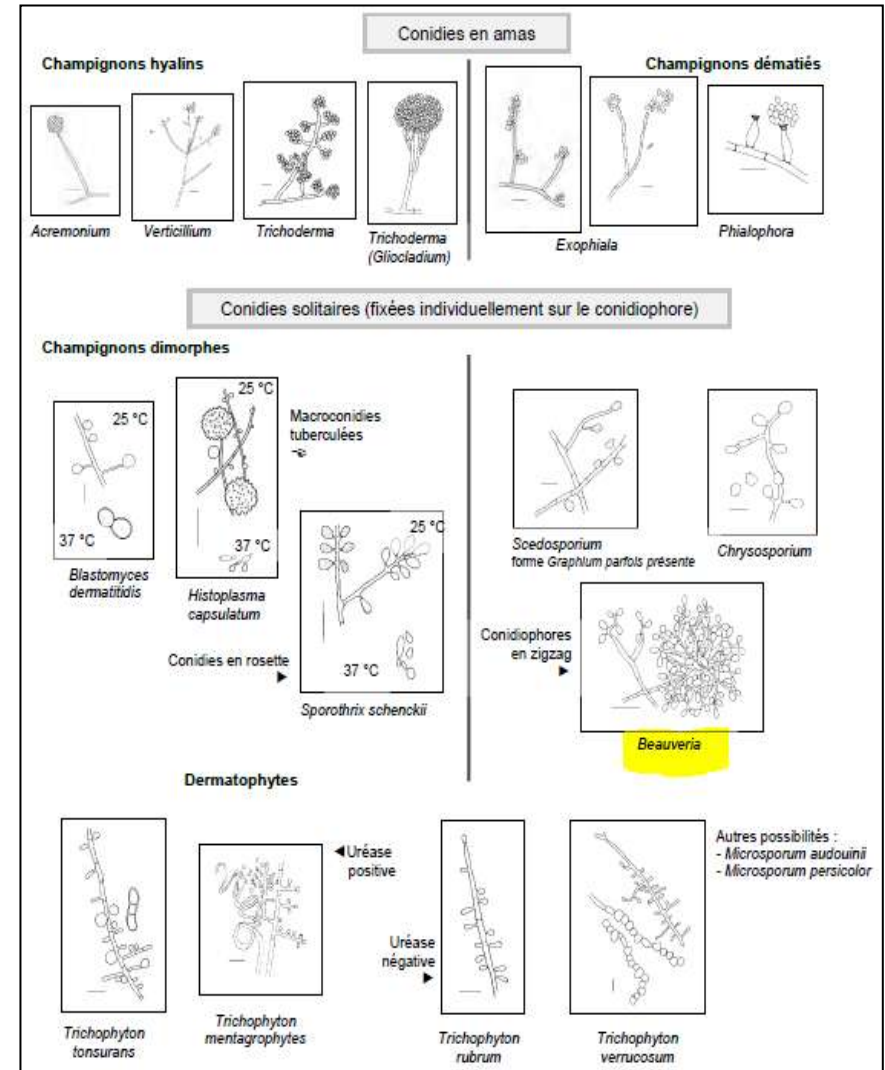 Conidies en amas
Champignons hyalins
Champignons dématiés
Acremonium
Verticillium
Trichoderma
Trichoderma
(Gliocladium)
Exophiala
Phialophora
Conidies solitaires (fixées individuellement sur le conidiophore)
Champignons dimorphes
25 °C
37 °C
Blastomyces
dermatitidis
25 °C
37 °C
Histoplasma
capsulatum
Macroconidies
tuberculées
25 °C
37 °C
Conidies en rosette
Sporothrix schenckii
Scedosporium
forme Graphium parfois présente
Chrysosporium
Conidiophores
en zigzag
Beauveria
Dermatophytes
Trichophyton
tonsurans
Uréase
positive
Trichophyton
mentagrophytes
Uréase
négative
Trichophyton
rubrum
Trichophyton
verrucosum
Autres possibilités :
- Microsporum audouinii
- Microsporum persicolor